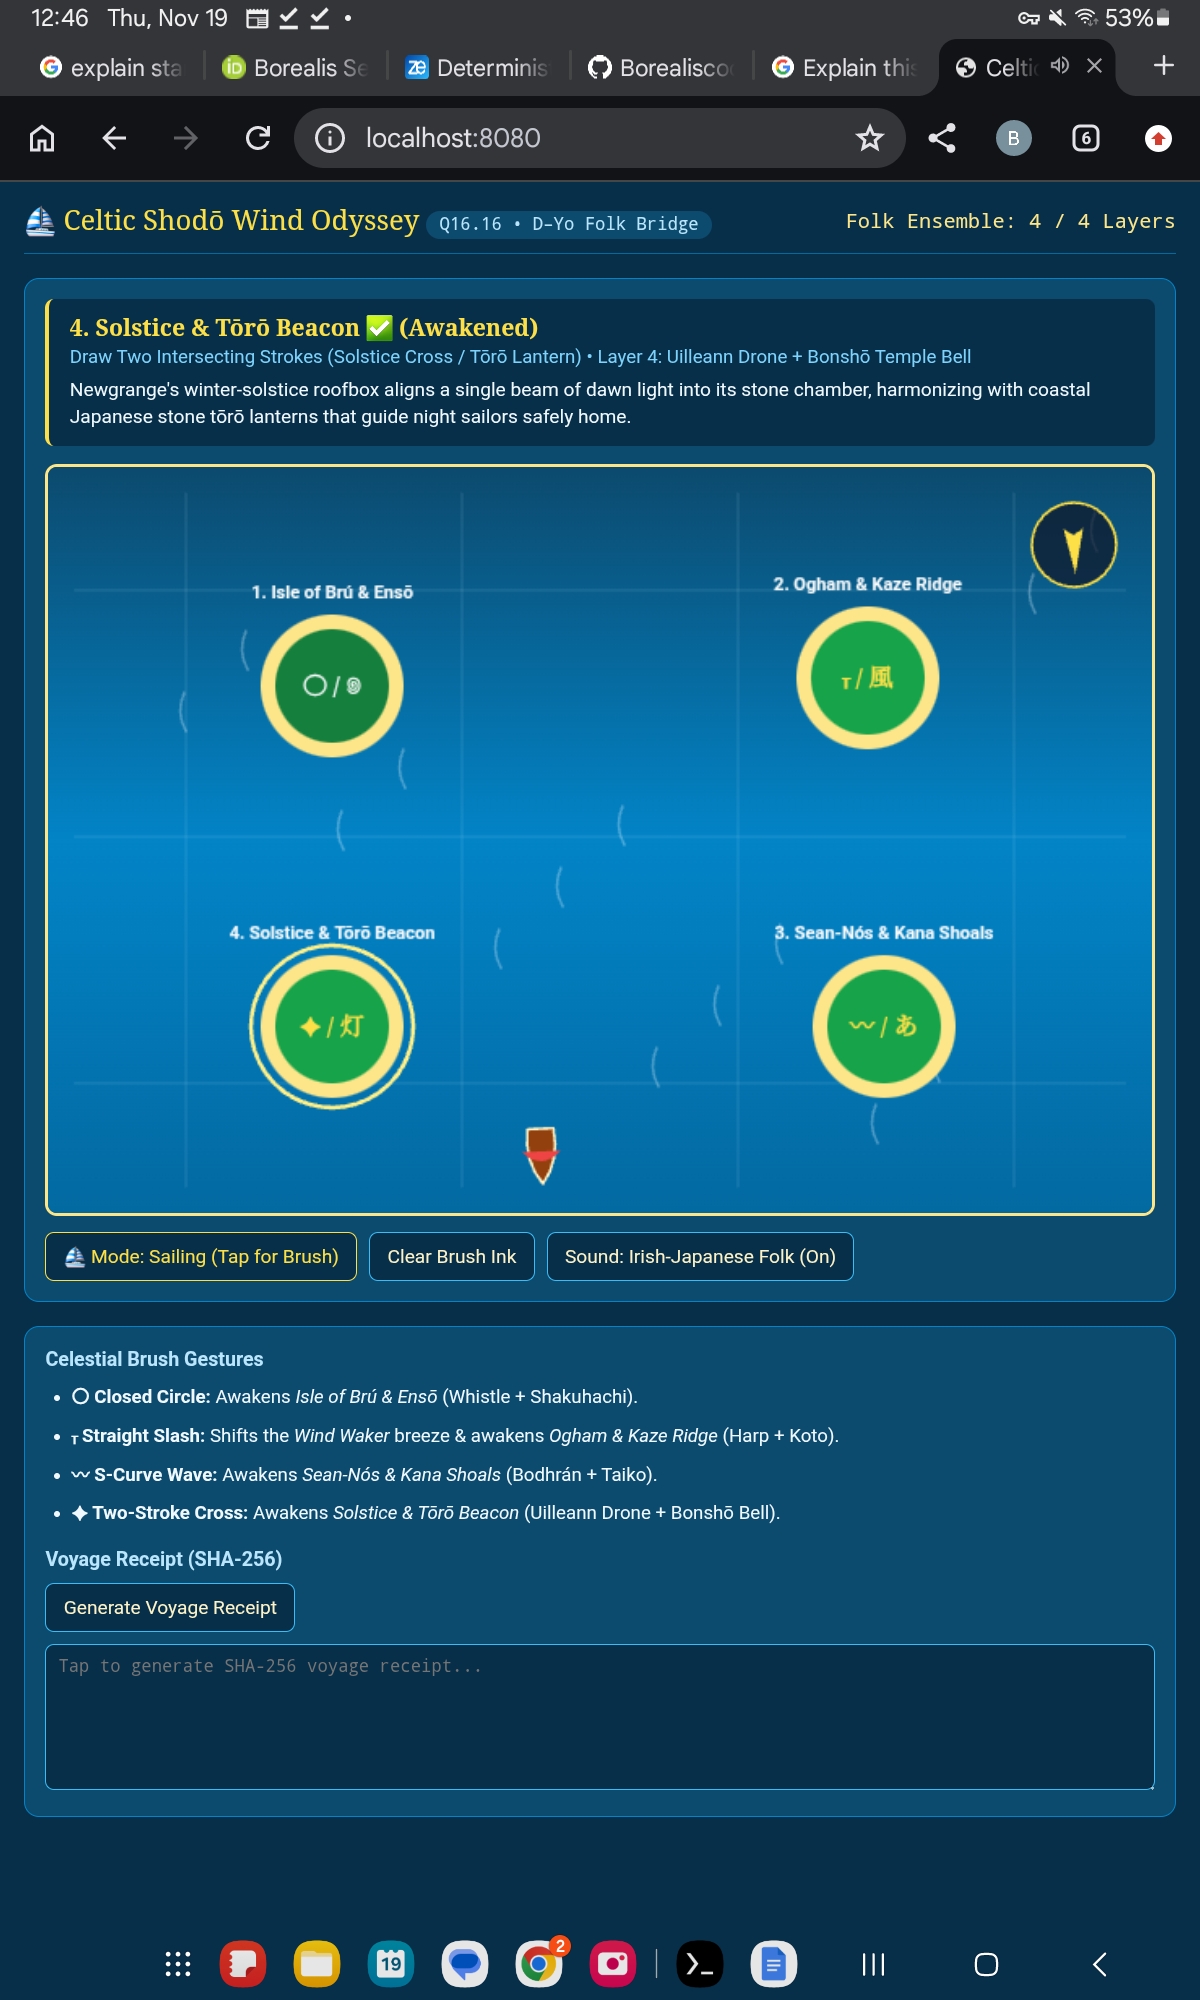 12:46 Thu, Nov 19
53%
explain sta
Borealis Se
Determinis
Borealisco
Explain this
Celtic
localhost:8080
B
6
Celtic Shodō Wind Odyssey
Q16.16 • D-Yo Folk Bridge
Folk Ensemble: 4 / 4 Layers
4. Solstice & Tōrō Beacon ✅ (Awakened)
Draw Two Intersecting Strokes (Solstice Cross / Tōrō Lantern) • Layer 4: Uilleann Drone + Bonshō Temple Bell
Newgrange's winter-solstice roofbox aligns a single beam of dawn light into its stone chamber, harmonizing with coastal
Japanese stone tōrō lanterns that guide night sailors safely home.
1. Isle of Brú & Ensō
2. Ogham & Kaze Ridge
◯ /
┬ / 風
4. Solstice & Tōrō Beacon
3. Sean-Nós & Kana Shoals
✦ / 灯
〰 / あ
Mode: Sailing (Tap for Brush)
Clear Brush Ink
Sound: Irish-Japanese Folk (On)
Celestial Brush Gestures
• ◯ Closed Circle: Awakens Isle of Brú & Ensō (Whistle + Shakuhachi).
• ┬ Straight Slash: Shifts the Wind Waker breeze & awakens Ogham & Kaze Ridge (Harp + Koto).
• 〰 S-Curve Wave: Awakens Sean-Nós & Kana Shoals (Bodhrán + Taiko).
• ✦ Two-Stroke Cross: Awakens Solstice & Tōrō Beacon (Uilleann Drone + Bonshō Bell).
Voyage Receipt (SHA-256)
Generate Voyage Receipt
Tap to generate SHA-256 voyage receipt...
19
2